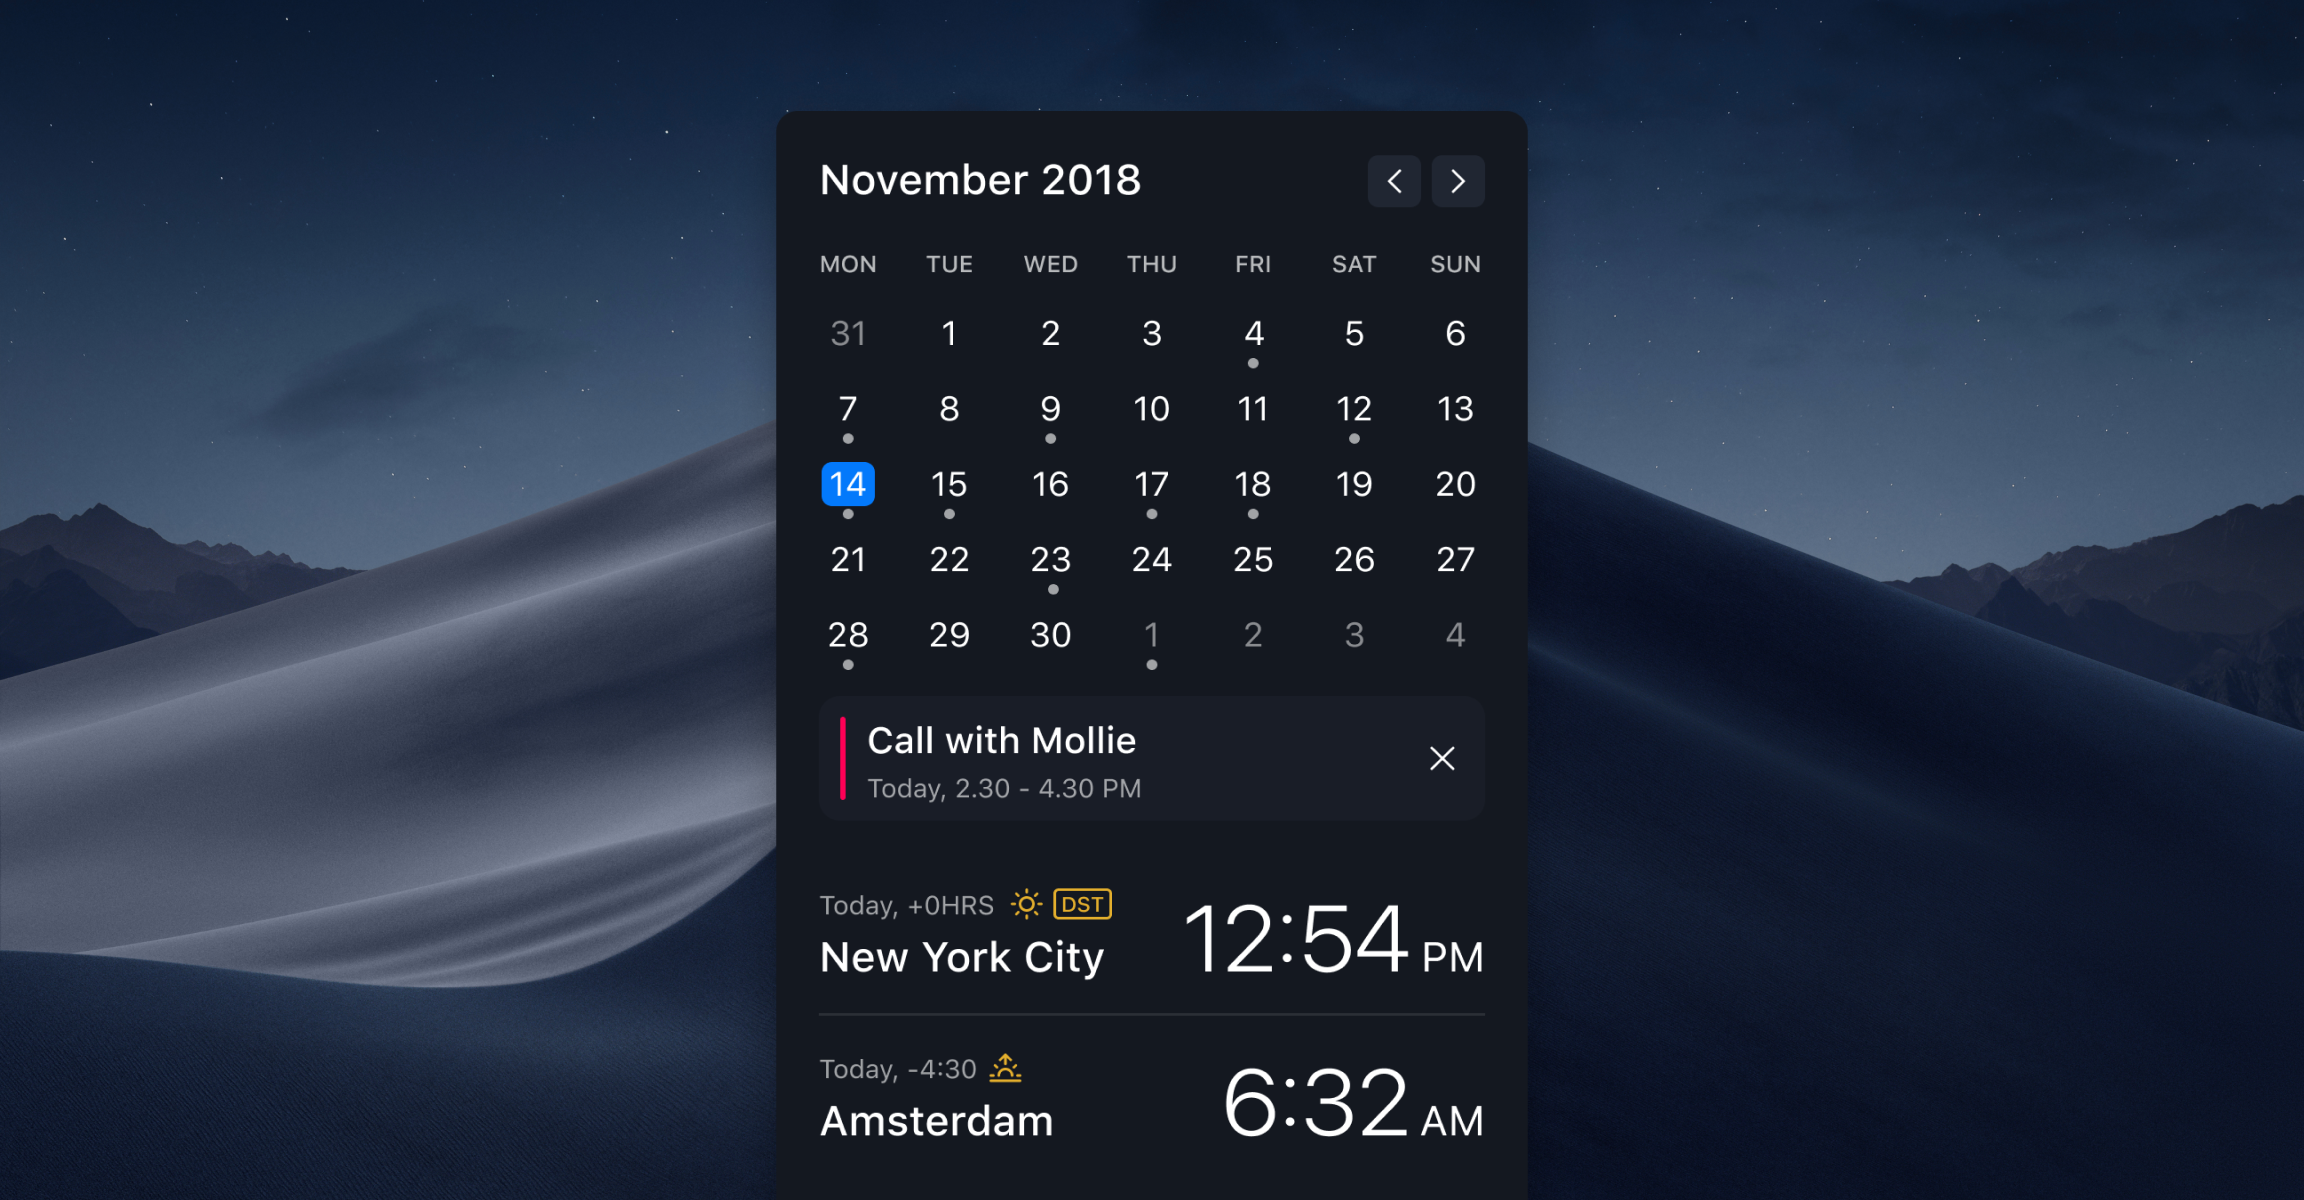 November 2018
MON TUE WED THU FRI SAT SUN
31 1 2 3 4 5 6
7 8 9 10 11 12 13
14 15 16 17 18 19 20
21 22 23 24 25 26 27
28 29 30 1 2 3 4
Call with Mollie
Today, 2.30 - 4.30 PM
Today, +0HRS DST
New York City 12:54 PM
Today, -4:30
Amsterdam 6:32 AM